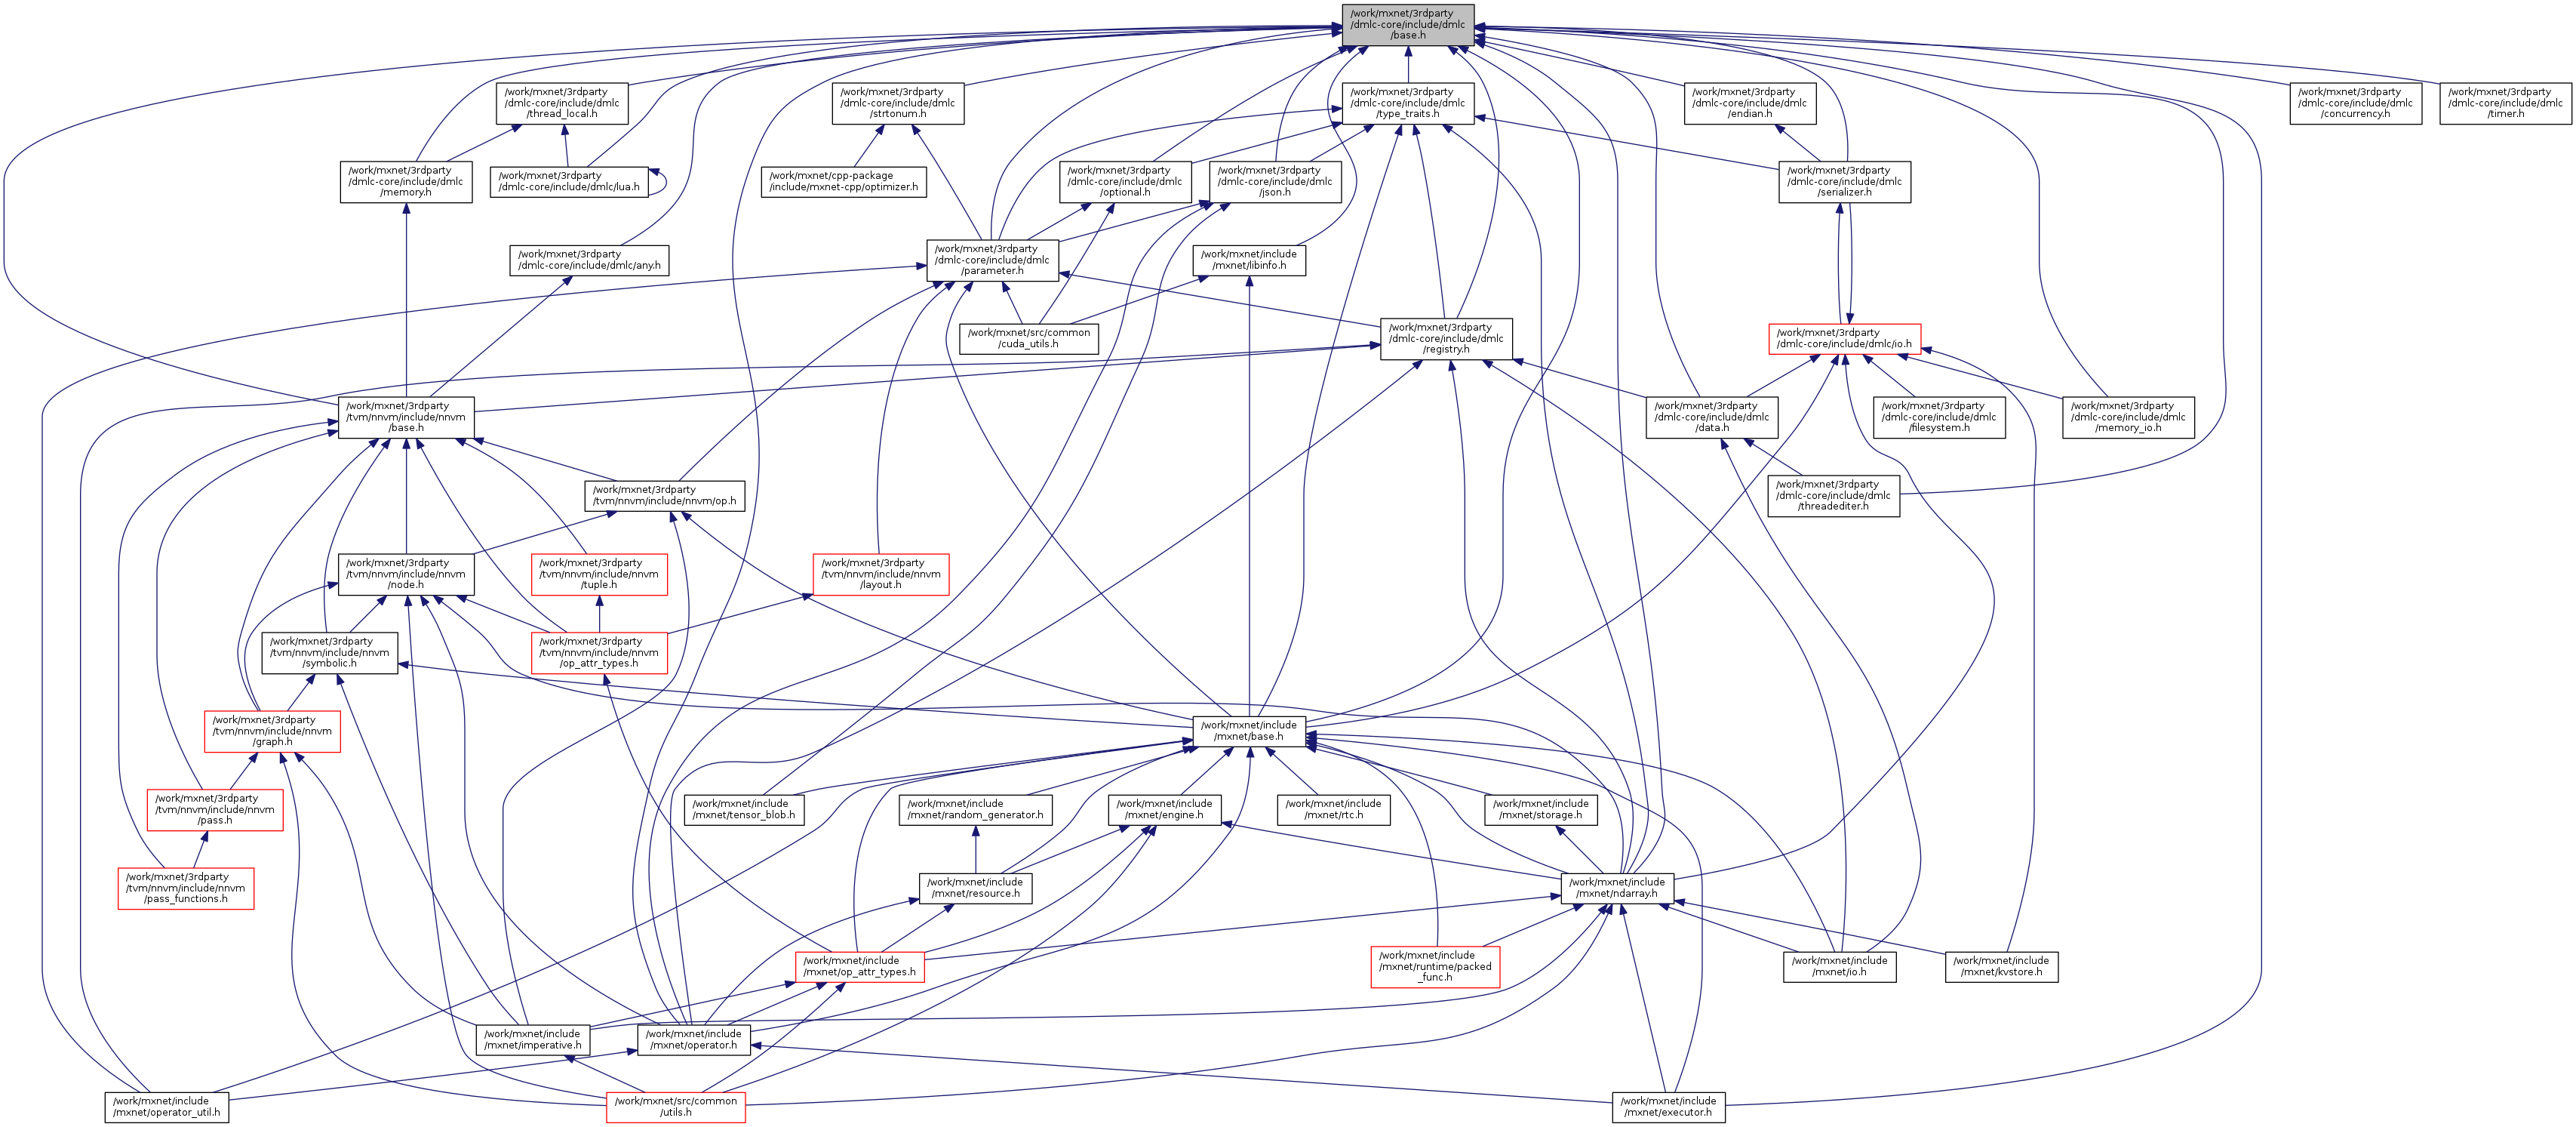 /work/mxnet/3rdparty
/dmlc-core/include/dmlc
/base.h
/work/mxnet/3rdparty
/dmlc-core/include/dmlc
/thread_local.h
/work/mxnet/3rdparty
/dmlc-core/include/dmlc
/strtonum.h
/work/mxnet/3rdparty
/dmlc-core/include/dmlc
/type_traits.h
/work/mxnet/3rdparty
/dmlc-core/include/dmlc
/endian.h
/work/mxnet/3rdparty
/dmlc-core/include/dmlc
/concurrency.h
/work/mxnet/3rdparty
/dmlc-core/include/dmlc
/timer.h
/work/mxnet/3rdparty
/dmlc-core/include/dmlc
/memory.h
/work/mxnet/3rdparty
/dmlc-core/include/dmlc/lua.h
/work/mxnet/cpp-package
/include/mxnet-cpp/optimizer.h
/work/mxnet/3rdparty
/dmlc-core/include/dmlc
/optional.h
/work/mxnet/3rdparty
/dmlc-core/include/dmlc
/json.h
/work/mxnet/3rdparty
/dmlc-core/include/dmlc
/serializer.h
/work/mxnet/3rdparty
/dmlc-core/include/dmlc/any.h
/work/mxnet/3rdparty
/dmlc-core/include/dmlc
/parameter.h
/work/mxnet/include
/mxnet/libinfo.h
/work/mxnet/src/common
/cuda_utils.h
/work/mxnet/3rdparty
/dmlc-core/include/dmlc
/registry.h
/work/mxnet/3rdparty
/dmlc-core/include/dmlc/io.h
/work/mxnet/3rdparty
/tvm/nnvm/include/nnvm
/base.h
/work/mxnet/3rdparty
/dmlc-core/include/dmlc
/data.h
/work/mxnet/3rdparty
/dmlc-core/include/dmlc
/filesystem.h
/work/mxnet/3rdparty
/dmlc-core/include/dmlc
/memory_io.h
/work/mxnet/3rdparty
/tvm/nnvm/include/nnvm/op.h
/work/mxnet/3rdparty
/dmlc-core/include/dmlc
/threadediter.h
/work/mxnet/3rdparty
/tvm/nnvm/include/nnvm
/node.h
/work/mxnet/3rdparty
/tvm/nnvm/include/nnvm
/tuple.h
/work/mxnet/3rdparty
/tvm/nnvm/include/nnvm
/layout.h
/work/mxnet/3rdparty
/tvm/nnvm/include/nnvm
/symbolic.h
/work/mxnet/3rdparty
/tvm/nnvm/include/nnvm
/op_attr_types.h
/work/mxnet/3rdparty
/tvm/nnvm/include/nnvm
/graph.h
/work/mxnet/include
/mxnet/base.h
/work/mxnet/3rdparty
/tvm/nnvm/include/nnvm
/pass.h
/work/mxnet/include
/mxnet/tensor_blob.h
/work/mxnet/include
/mxnet/random_generator.h
/work/mxnet/include
/mxnet/engine.h
/work/mxnet/include
/mxnet/rtc.h
/work/mxnet/include
/mxnet/storage.h
/work/mxnet/3rdparty
/tvm/nnvm/include/nnvm
/pass_functions.h
/work/mxnet/include
/mxnet/resource.h
/work/mxnet/include
/mxnet/ndarray.h
/work/mxnet/include
/mxnet/op_attr_types.h
/work/mxnet/include
/mxnet/runtime/packed
_func.h
/work/mxnet/include
/mxnet/io.h
/work/mxnet/include
/mxnet/kvstore.h
/work/mxnet/include
/mxnet/imperative.h
/work/mxnet/include
/mxnet/operator.h
/work/mxnet/include
/mxnet/operator_util.h
/work/mxnet/src/common
/utils.h
/work/mxnet/include
/mxnet/executor.h